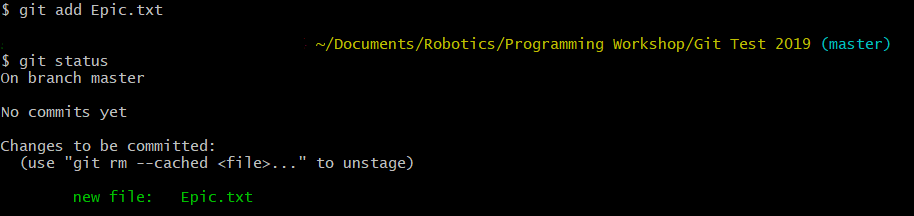 $ git add Epic.txt
~/Documents/Robotics/Programming Workshop/Git Test 2019 (master)
$ git status
On branch master
No commits yet
Changes to be committed:
(use "git rm --cached <file>..." to unstage)
new file: Epic.txt